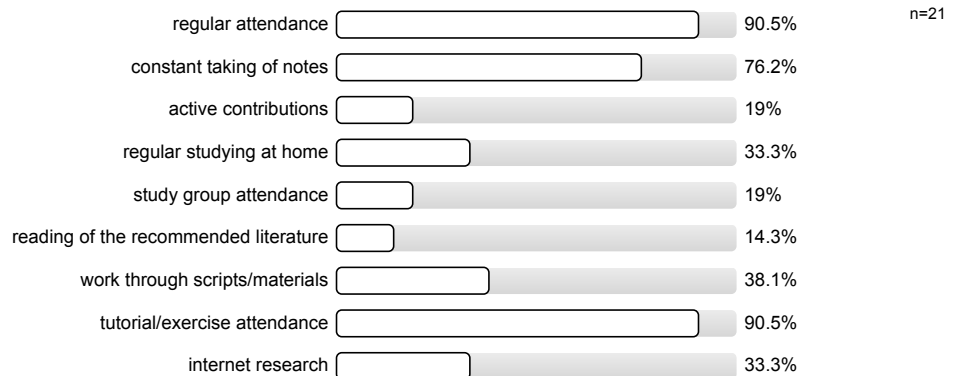 n=21
regular attendance 90.5%
constant taking of notes 76.2%
active contributions 19%
regular studying at home 33.3%
study group attendance 19%
reading of the recommended literature 14.3%
work through scripts/materials 38.1%
tutorial/exercise attendance 90.5%
internet research 33.3%